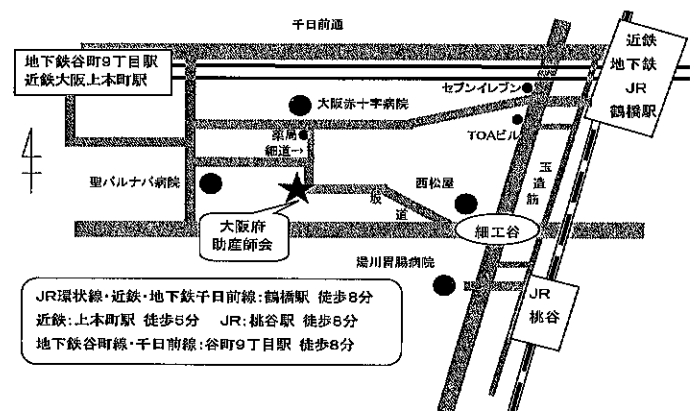 千日前通
近鉄
地下鉄
JR
鶴橋駅
地下鉄谷町9丁目駅
近鉄大阪上本町駅
セブンイレブン
大阪赤十字病院
薬局
細道→
TOAビル
聖バルナバ病院
西松屋
玉造筋
坂道
大阪府
助産師会
細工谷
湯川胃腸病院
JR
桃谷
JR環状線・近鉄・地下鉄千日前線:鶴橋駅 徒歩8分
近鉄:上本町駅 徒歩5分 JR:桃谷駅 徒歩8分
地下鉄谷町線・千日前線:谷町9丁目駅 徒歩8分